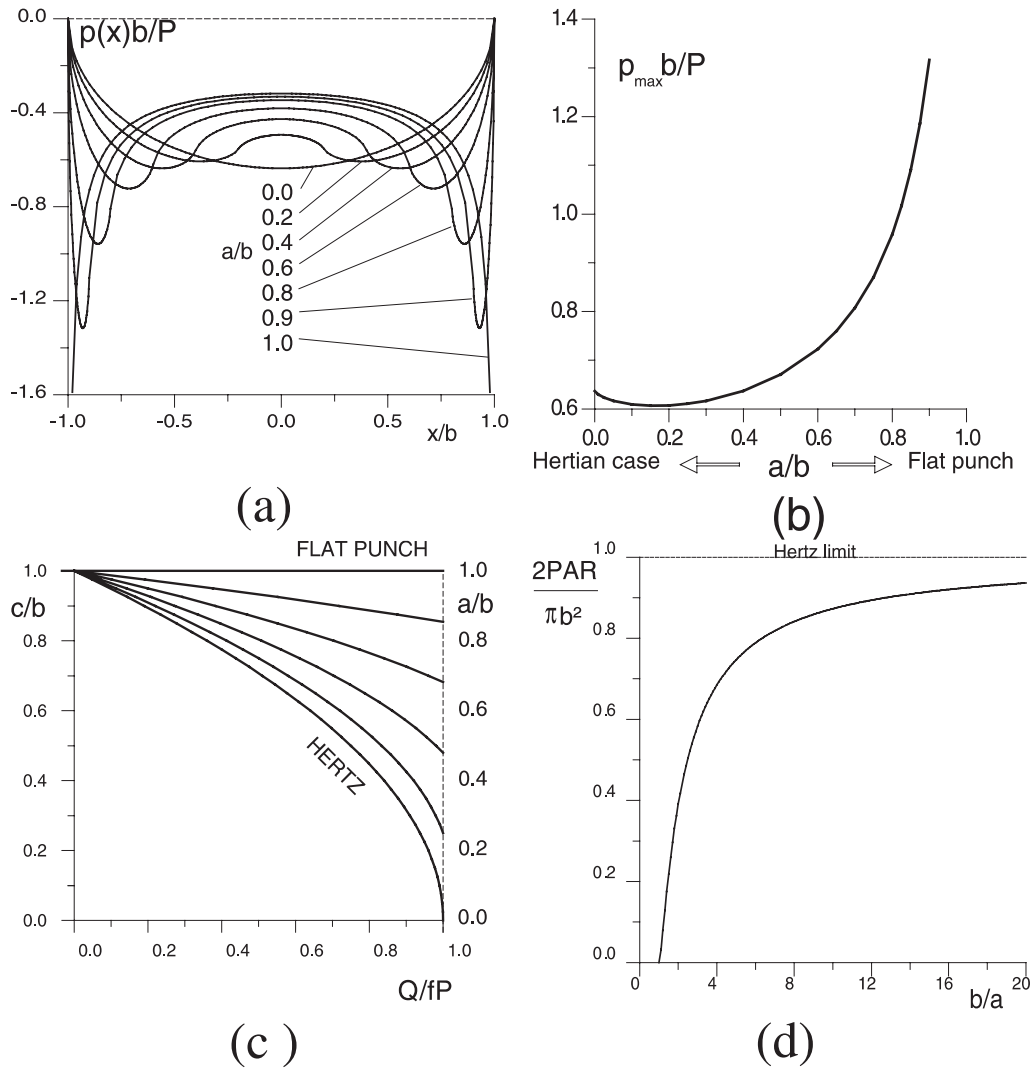 p(x)b/P
0.0
-0.4
-0.8
-1.2
-1.6
-1.0
-0.5
0.0
0.5
1.0
x/b
a/b
0.0
0.2
0.4
0.6
0.8
0.9
1.0
(a)
p_max b/P
1.4
1.2
1.0
0.8
0.6
0.0
0.2
0.4
0.6
0.8
1.0
Hertian case
a/b
Flat punch
(b)
FLAT PUNCH
c/b
1.0
0.8
0.6
0.4
0.2
0.0
a/b
1.0
0.8
0.6
0.4
0.2
0.0
HERTZ
0.0
0.2
0.4
0.6
0.8
1.0
Q/fP
(c )
Hertz limit
2PAR
πb²
1.0
0.8
0.6
0.4
0.2
0.0
0
4
8
12
16
20
b/a
(d)